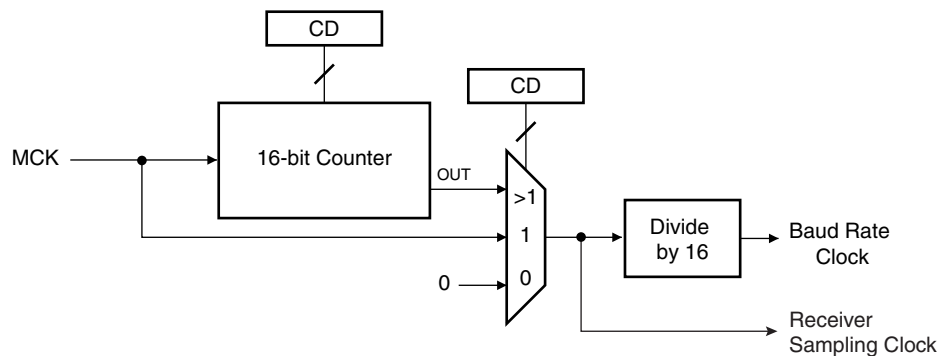 CD
CD
MCK
16-bit Counter
OUT
>1
1
0
0
Divide
by 16
Baud Rate
Clock
Receiver
Sampling Clock